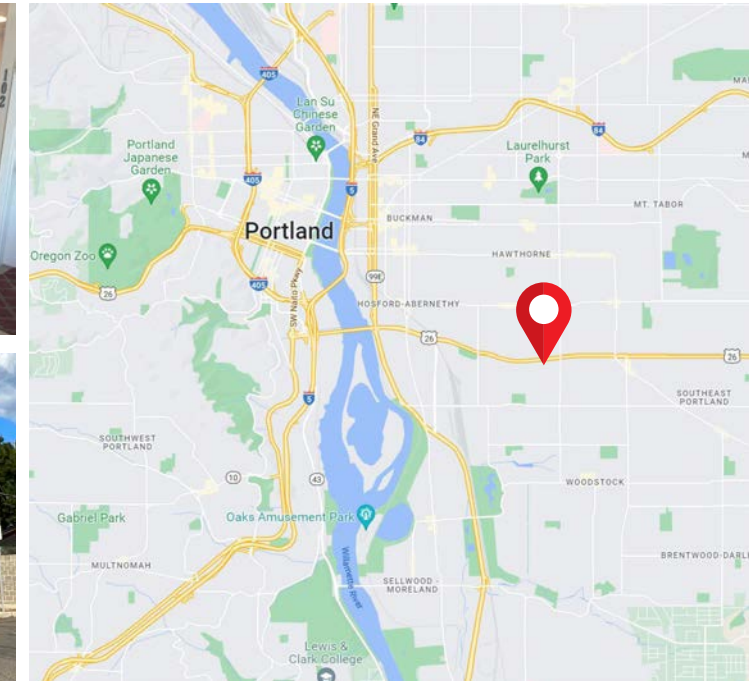 102
405
Lan Su
Chinese
Garden
NE Grand Ave
84
84
Laurelhurst
Park
Portland
Japanese
Garden
405
5
MT. TABOR
BUCKMAN
Portland
HAWTHORNE
Oregon Zoo
26
405
99E
SW Naito Pkwy
HOSFORD-ABERNETHY
26
26
5
SOUTHEAST
PORTLAND
SOUTHWEST
PORTLAND
10
43
WOODSTOCK
Gabriel Park
Oaks Amusement Park
MULTNOMAH
Willamette River
BRENTWOOD-DARL
SELLWOOD -
MORELAND
Lewis &
Clark College